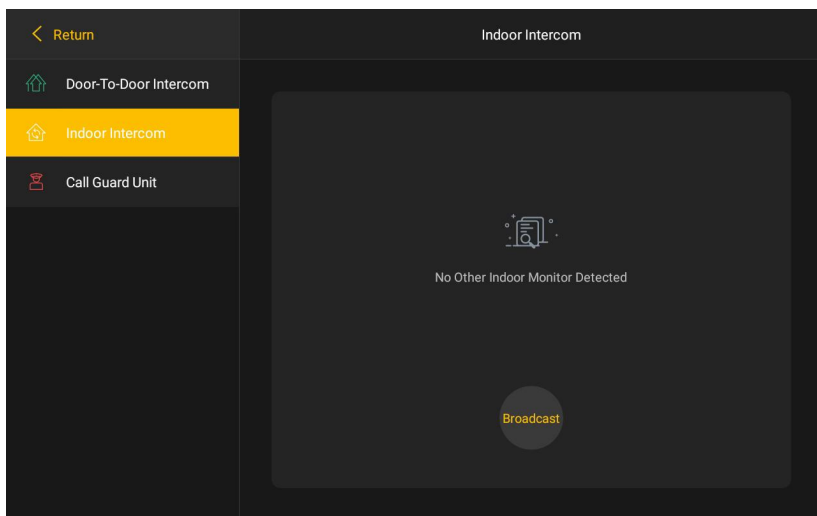 Return
Indoor Intercom
Door-To-Door Intercom
Indoor Intercom
Call Guard Unit
No Other Indoor Monitor Detected
Broadcast